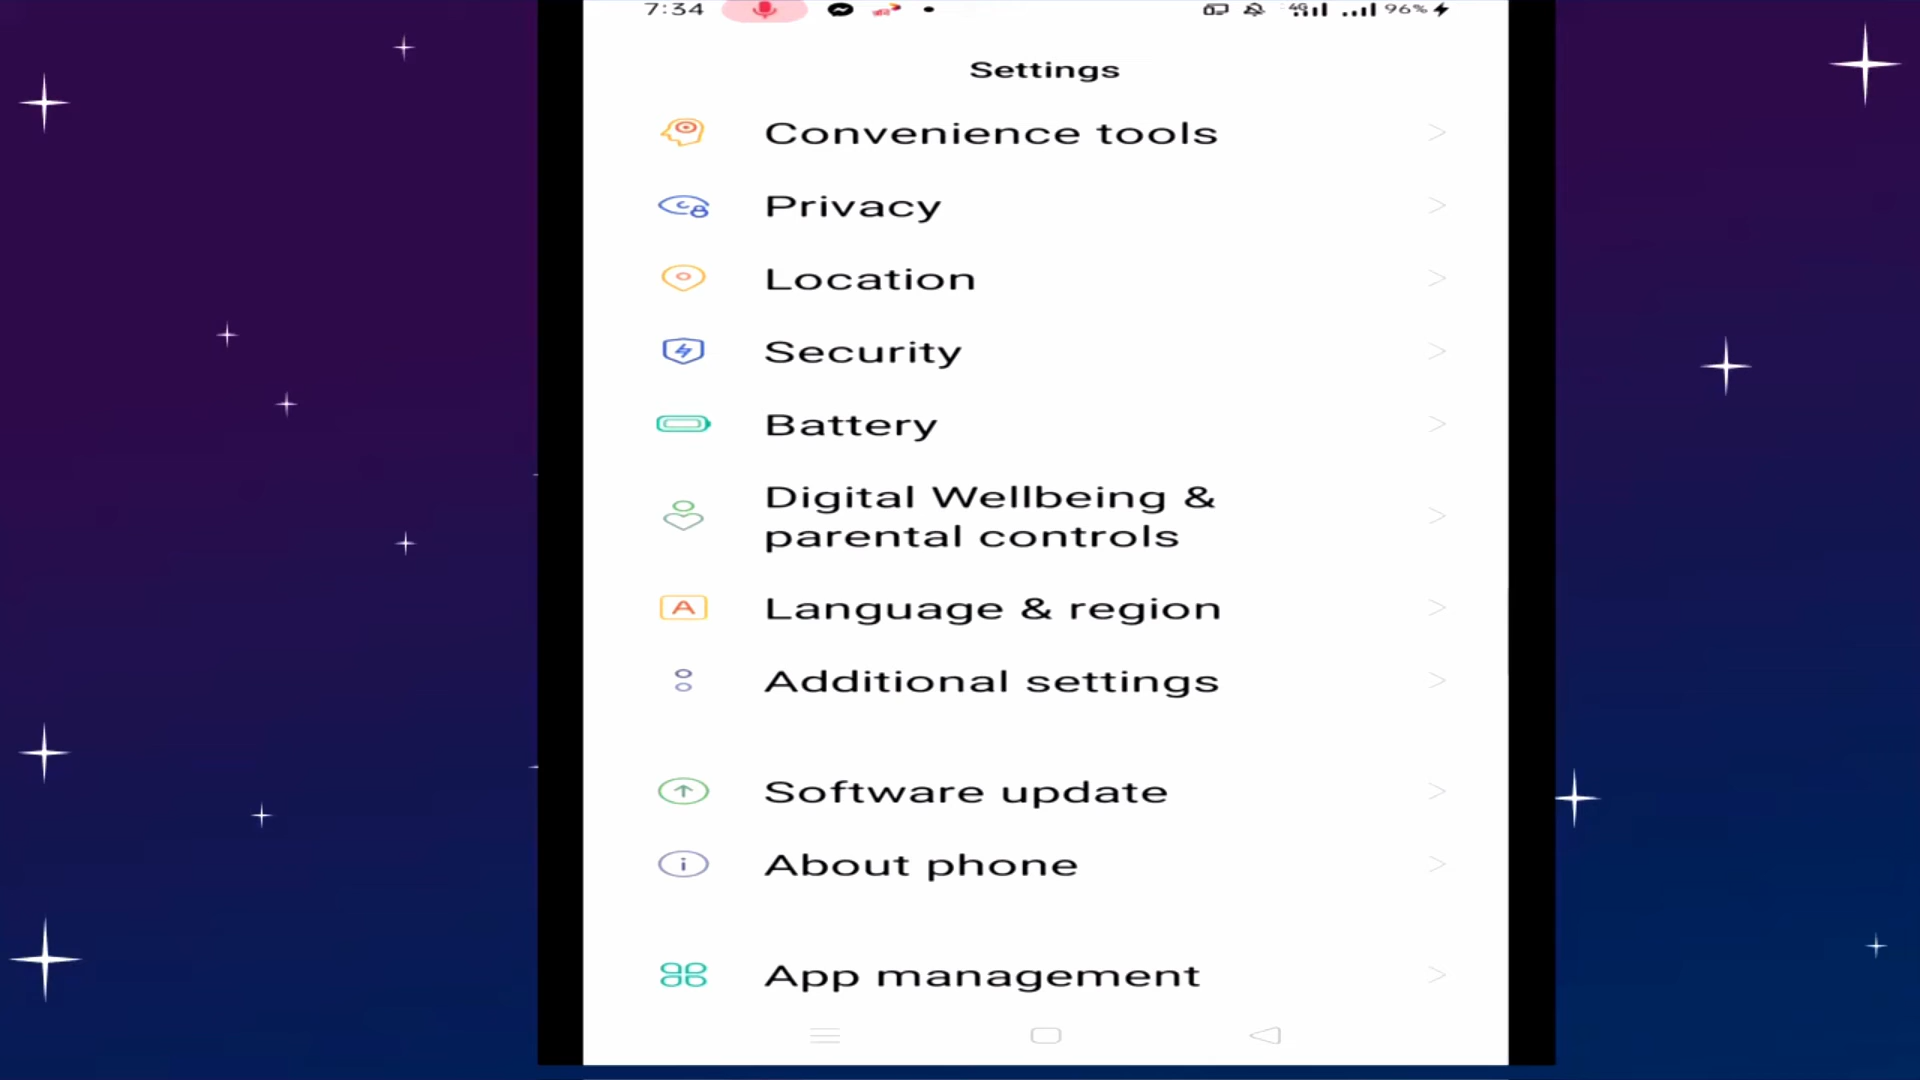 7:34 4G 96%
Settings
Convenience tools
Privacy
Location
Security
Battery
Digital Wellbeing &
parental controls
Language & region
A
Additional settings
Software update
About phone
App management